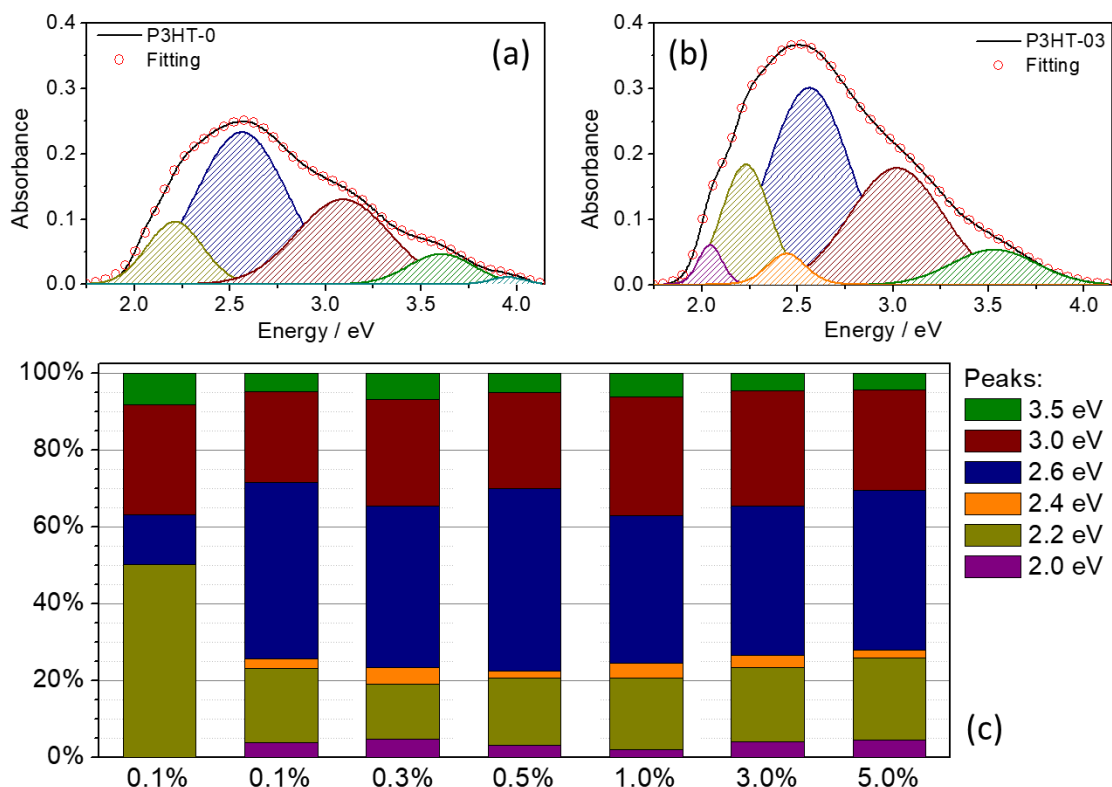 0.4
0.3
0.2
0.1
0.0
Absorbance
P3HT-0
Fitting
(a)
2.0 2.5 3.0 3.5 4.0
Energy / eV
0.4
0.3
0.2
0.1
0.0
Absorbance
(b)
P3HT-03
Fitting
2.0 2.5 3.0 3.5 4.0
Energy / eV
100%
80%
60%
40%
20%
0%
0.1% 0.1% 0.3% 0.5% 1.0% 3.0% 5.0%
Peaks:
3.5 eV
3.0 eV
2.6 eV
2.4 eV
2.2 eV
2.0 eV
(c)